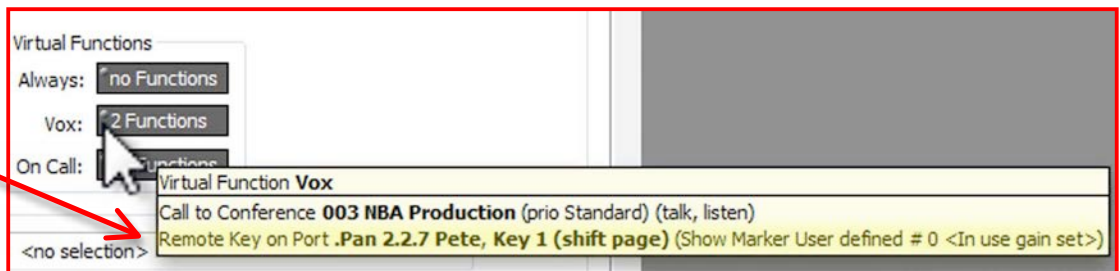 Virtual Functions
Always: no Functions
Vox: 2 Functions
On Call: Functions
Virtual Function Vox
Call to Conference 003 NBA Production (prio Standard) (talk, listen)
Remote Key on Port .Pan 2.2.7 Pete, Key 1 (shift page) (Show Marker User defined # 0 <In use gain set>)
<no selection>